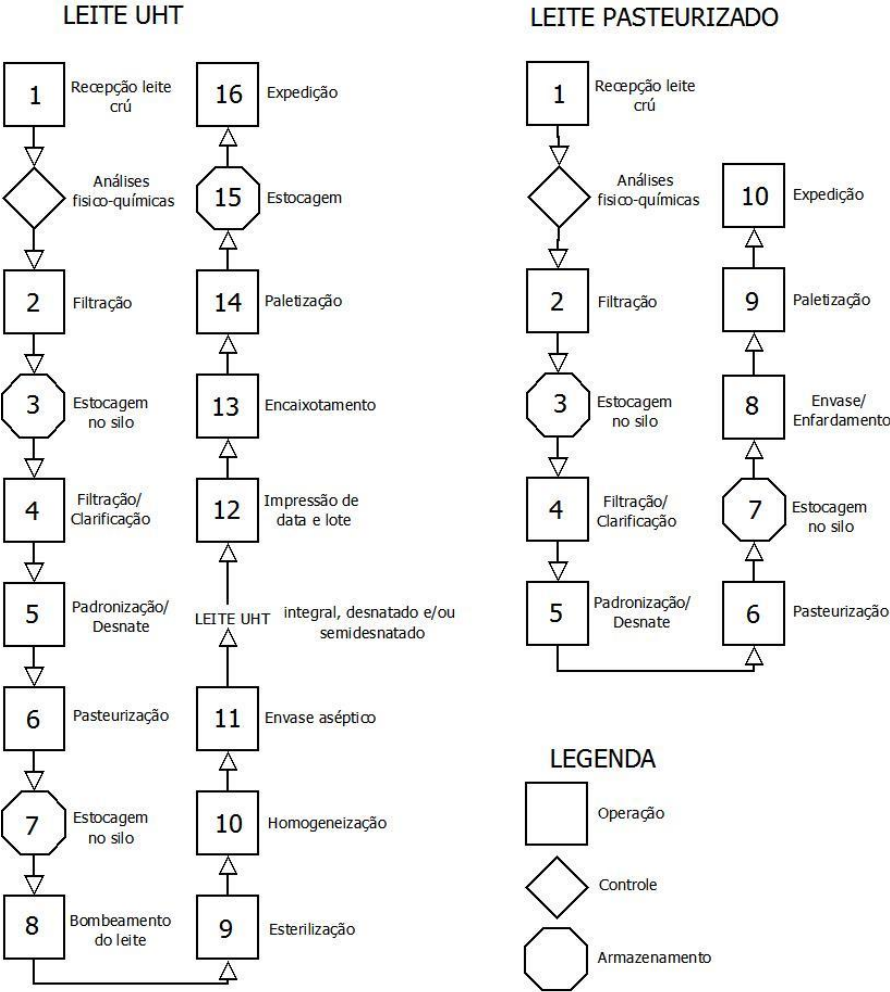 LEITE UHT
1
Recepção leite
crú
Análises
fisico-químicas
2
Filtração
3
Estocagem
no silo
4
Filtração/
Clarificação
5
Padronização/
Desnate
6
Pasteurização
7
Estocagem
no silo
8
Bombeamento
do leite
9
Esterilização
10
Homogeneização
11
Envase aséptico
LEITE UHT
integral, desnatado e/ou
semidesnatado
12
Impressão de
data e lote
13
Encaixotamento
14
Paletização
15
Estocagem
16
Expedição
LEITE PASTEURIZADO
1
Recepção leite
crú
Análises
fisico-químicas
2
Filtração
3
Estocagem
no silo
4
Filtração/
Clarificação
5
Padronização/
Desnate
6
Pasteurização
7
Estocagem
no silo
8
Envase/
Enfardamento
9
Paletização
10
Expedição
LEGENDA
Operação
Controle
Armazenamento